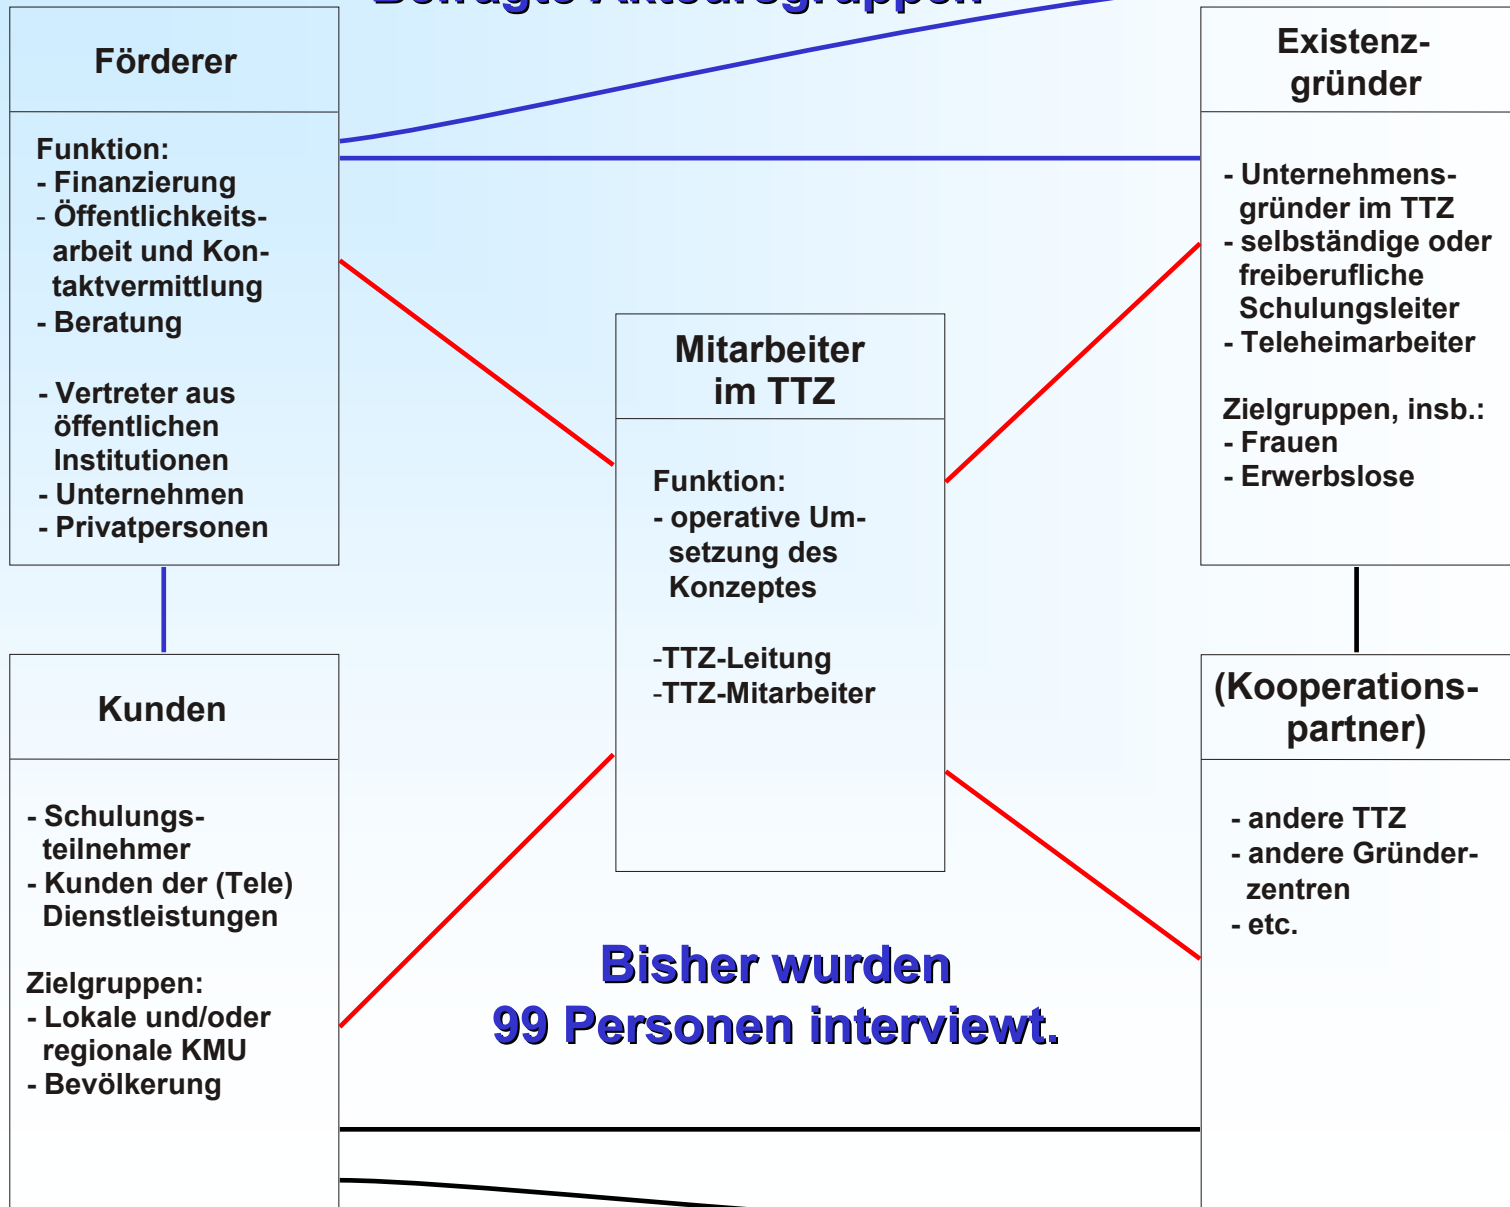 Befragte Akteursgruppen
Förderer
Funktion:
- Finanzierung
- Öffentlichkeits-
arbeit und Kon-
taktvermittlung
- Beratung
- Vertreter aus
öffentlichen
Institutionen
- Unternehmen
- Privatpersonen
Existenz-
gründer
- Unternehmens-
gründer im TTZ
- selbständige oder
freiberufliche
Schulungsleiter
- Teleheimarbeiter
Zielgruppen, insb.:
- Frauen
- Erwerbslose
Mitarbeiter
im TTZ
Funktion:
- operative Um-
setzung des
Konzeptes
-TTZ-Leitung
-TTZ-Mitarbeiter
Kunden
- Schulungs-
teilnehmer
- Kunden der (Tele)
Dienstleistungen
Zielgruppen:
- Lokale und/oder
regionale KMU
- Bevölkerung
(Kooperations-
partner)
- andere TTZ
- andere Gründer-
zentren
- etc.
Bisher wurden
99 Personen interviewt.